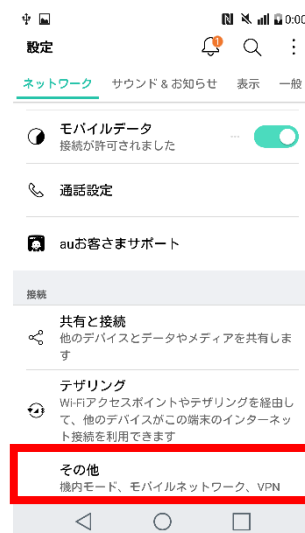 0:00
設定
1
ネットワーク サウンド＆お知らせ 表示 一般
モバイルデータ
接続が許可されました
通話設定
auお客さまサポート
接続
共有と接続
他のデバイスとデータやメディアを共有しま
す
テザリング
Wi-Fiアクセスポイントやテザリングを経由し
て、他のデバイスがこの端末のインターネッ
ト接続を利用できます
その他
機内モード、モバイルネットワーク、VPN